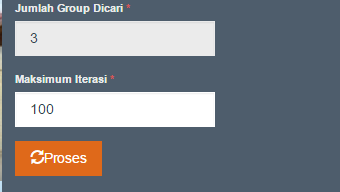 Jumlah Group Dicari *
3
Maksimum Iterasi *
100
Proses